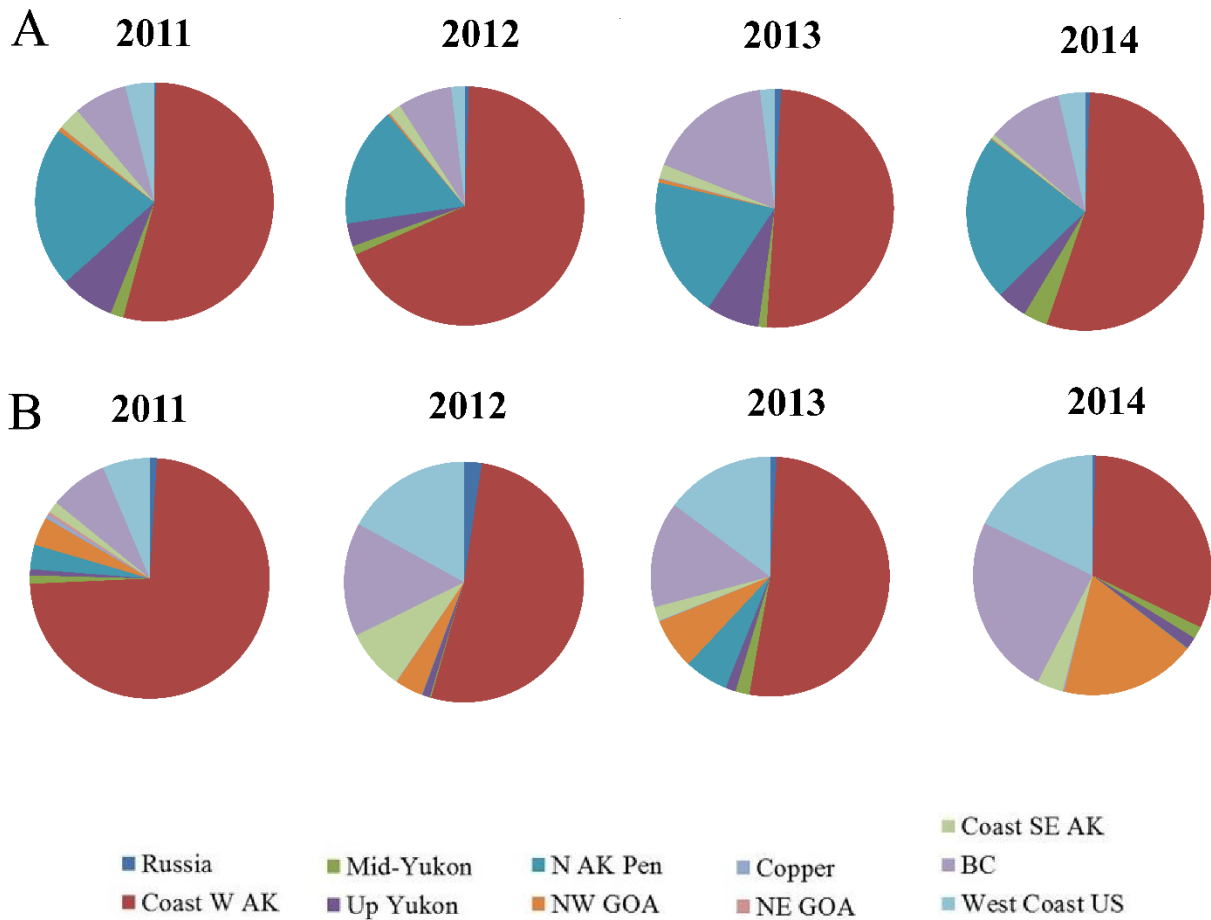 A
2011
2012
2013
2014
B
2011
2012
2013
2014
Coast SE AK
Russia
Mid-Yukon
N AK Pen
Copper
BC
Coast W AK
Up Yukon
NW GOA
NE GOA
West Coast US